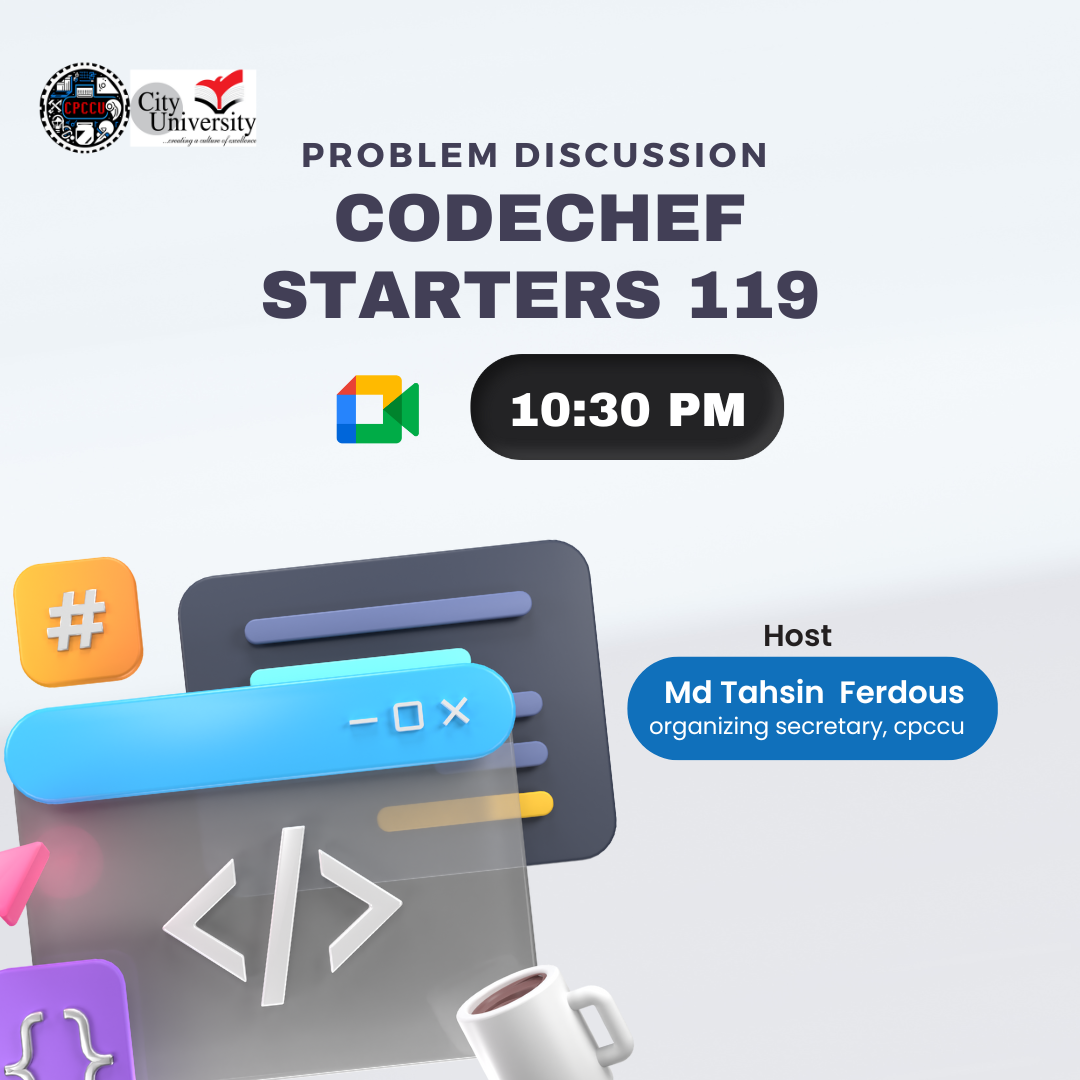 CPCCU
City
University
...creating a culture of excellence
PROBLEM DISCUSSION
CODECHEF
STARTERS 119
10:30 PM
#
Host
Md Tahsin Ferdous
organizing secretary, cpccu
</>
{}